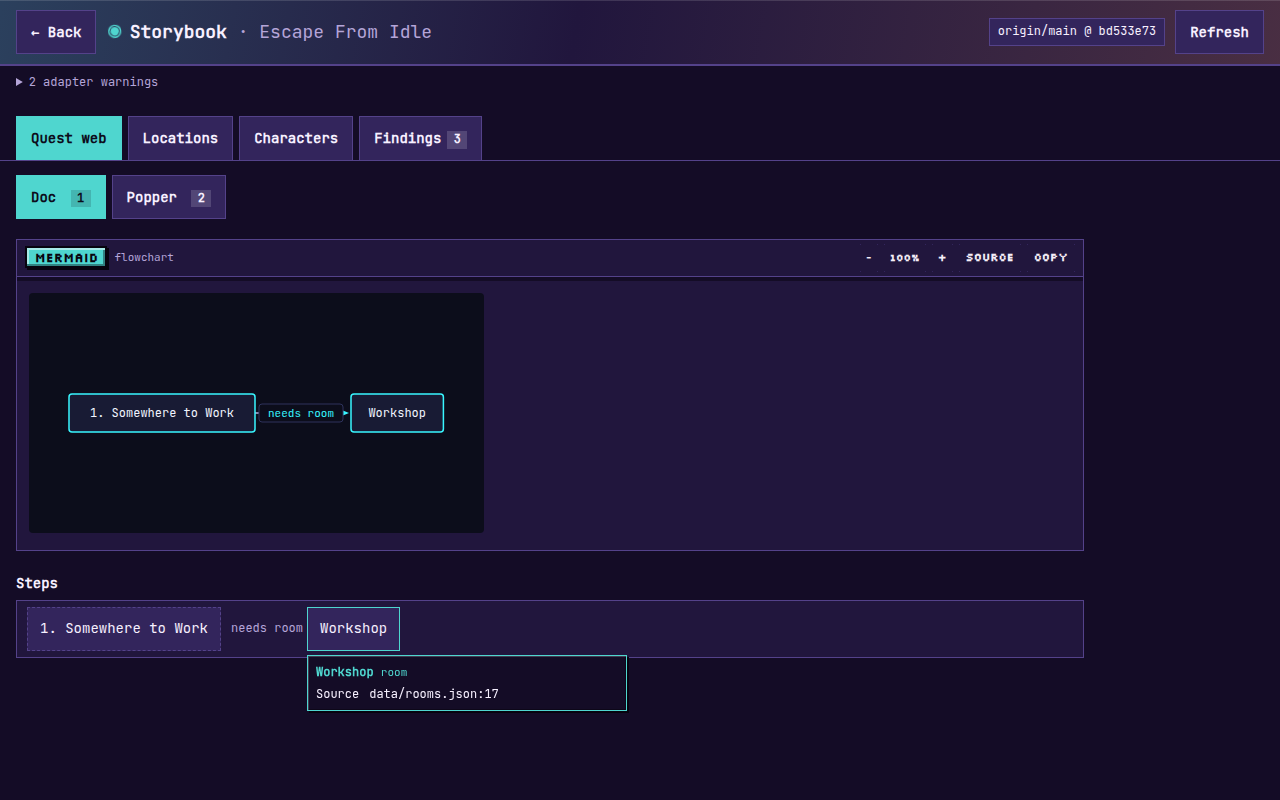 ← Back
Storybook · Escape From Idle
origin/main @ bd533e73
Refresh
2 adapter warnings
Quest web
Locations
Characters
Findings 3
Doc 1
Popper 2
MERMAID flowchart
- 100% + SOURCE COPY
1. Somewhere to Work
needs room
Workshop
Steps
1. Somewhere to Work needs room Workshop
Workshop room
Source data/rooms.json:17